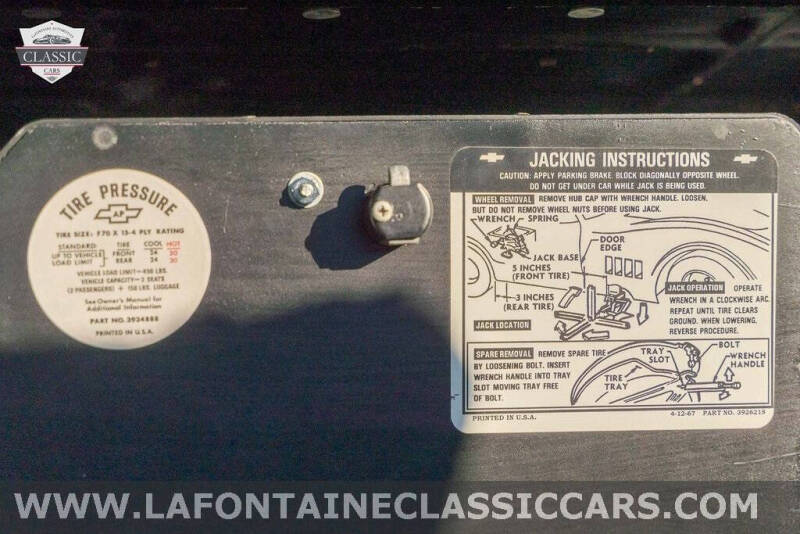 LAFONTAINE AUTOMOTIVE
CLASSIC
CARS
TIRE PRESSURE
AP
TIRE SIZE: F70 X 15-4 PLY RATING
STANDARD TIRE COOL HOT
UP TO VEHICLE FRONT 24 30
LOAD LIMIT REAR 24 30
VEHICLE LOAD LIMIT—450 LBS.
VEHICLE CAPACITY—2 SEATS
(2 PASSENGERS) + 150 LBS. LUGGAGE
See Owner's Manual for
Additional Information
PART NO. 3934888
PRINTED IN U.S.A.
JACKING INSTRUCTIONS
CAUTION: APPLY PARKING BRAKE. BLOCK DIAGONALLY OPPOSITE WHEEL.
DO NOT GET UNDER CAR WHILE JACK IS BEING USED.
WHEEL REMOVAL REMOVE HUB CAP WITH WRENCH HANDLE. LOOSEN,
BUT DO NOT REMOVE WHEEL NUTS BEFORE USING JACK.
WRENCH SPRING
DOOR
EDGE
JACK BASE
5 INCHES
(FRONT TIRE)
3 INCHES
(REAR TIRE)
JACK LOCATION
JACK OPERATION OPERATE
WRENCH IN A CLOCKWISE ARC.
REPEAT UNTIL TIRE CLEARS
GROUND. WHEN LOWERING,
REVERSE PROCEDURE.
SPARE REMOVAL REMOVE SPARE TIRE
BY LOOSENING BOLT. INSERT
WRENCH HANDLE INTO TRAY
SLOT MOVING TRAY FREE
OF BOLT.
TRAY
SLOT
BOLT
WRENCH
HANDLE
TIRE
TRAY
PRINTED IN U.S.A. 4-12-67 PART NO. 3926219
WWW.LAFONTAINECLASSICCARS.COM